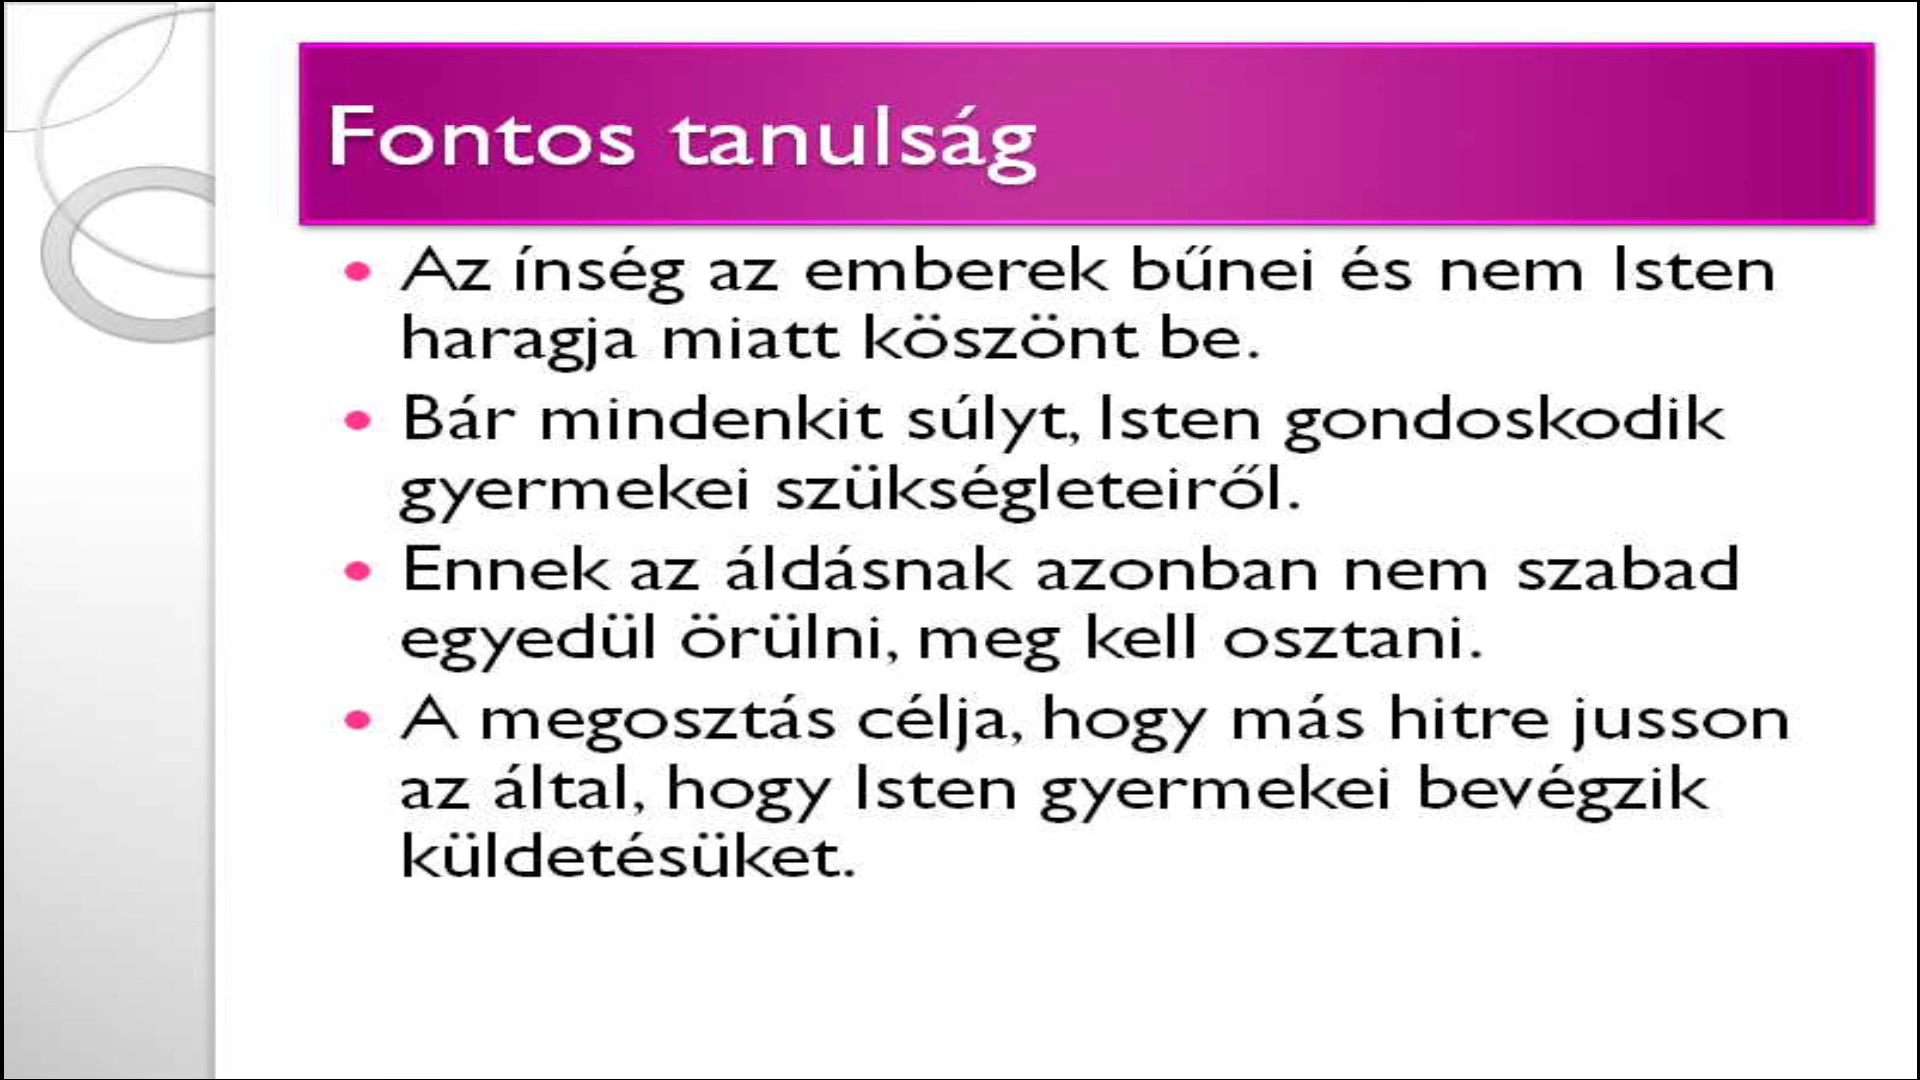 Fontos tanulság
• Az ínség az emberek bűnei és nem Isten
haragja miatt köszönt be.
• Bár mindenkit súlyt, Isten gondoskodik
gyermekei szükségleteiről.
• Ennek az áldásnak azonban nem szabad
egyedül örülni, meg kell osztani.
• A megosztás célja, hogy más hitre jusson
az által, hogy Isten gyermekei bevégzik
küldetésüket.